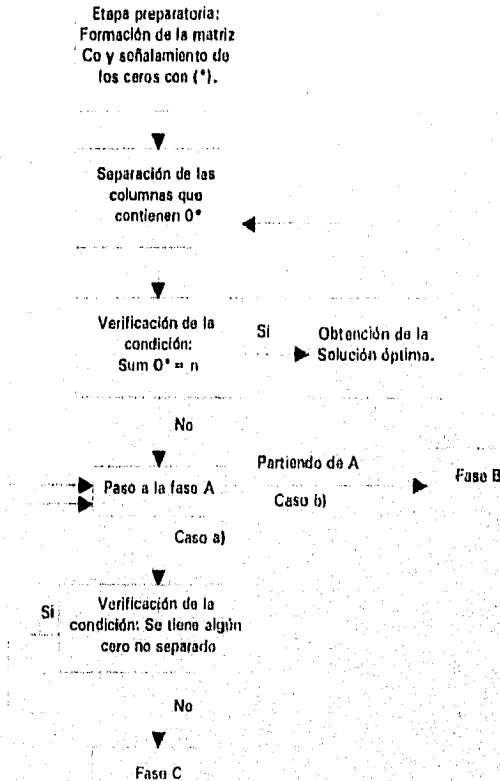 Etapa preparatoria:
Formación de la matriz
Co y señalamiento de
los ceros con (*).
Separación de las
columnas que
contienen 0*
Verificación de la
condición:
Sum 0* = n
Sí
Obtención de la
Solución óptima.
No
Paso a la fase A
Partiendo de A
Caso b)
Fase B
Caso a)
Sí
Verificación de la
condición: Se tiene algún
cero no separado
No
Fase C